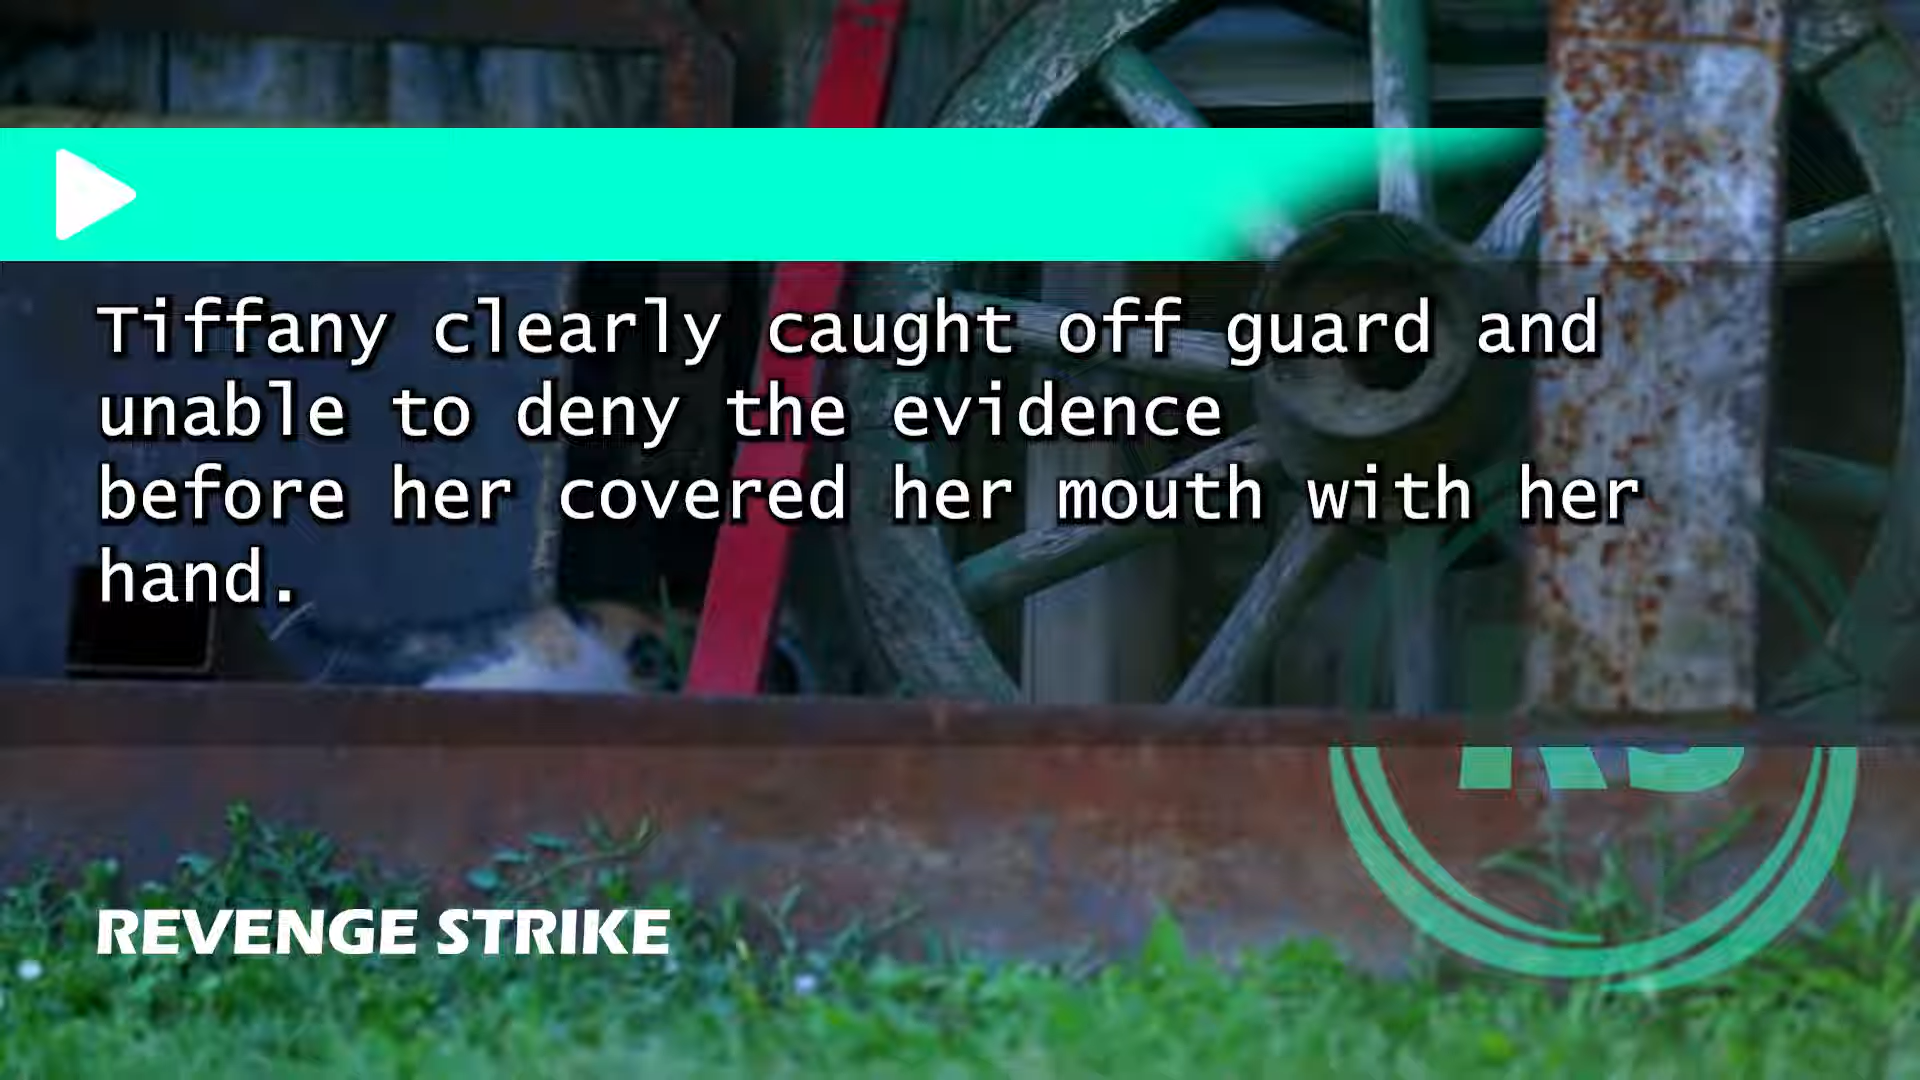 Tiffany clearly caught off guard and
unable to deny the evidence
before her covered her mouth with her
hand.
RS
REVENGE STRIKE